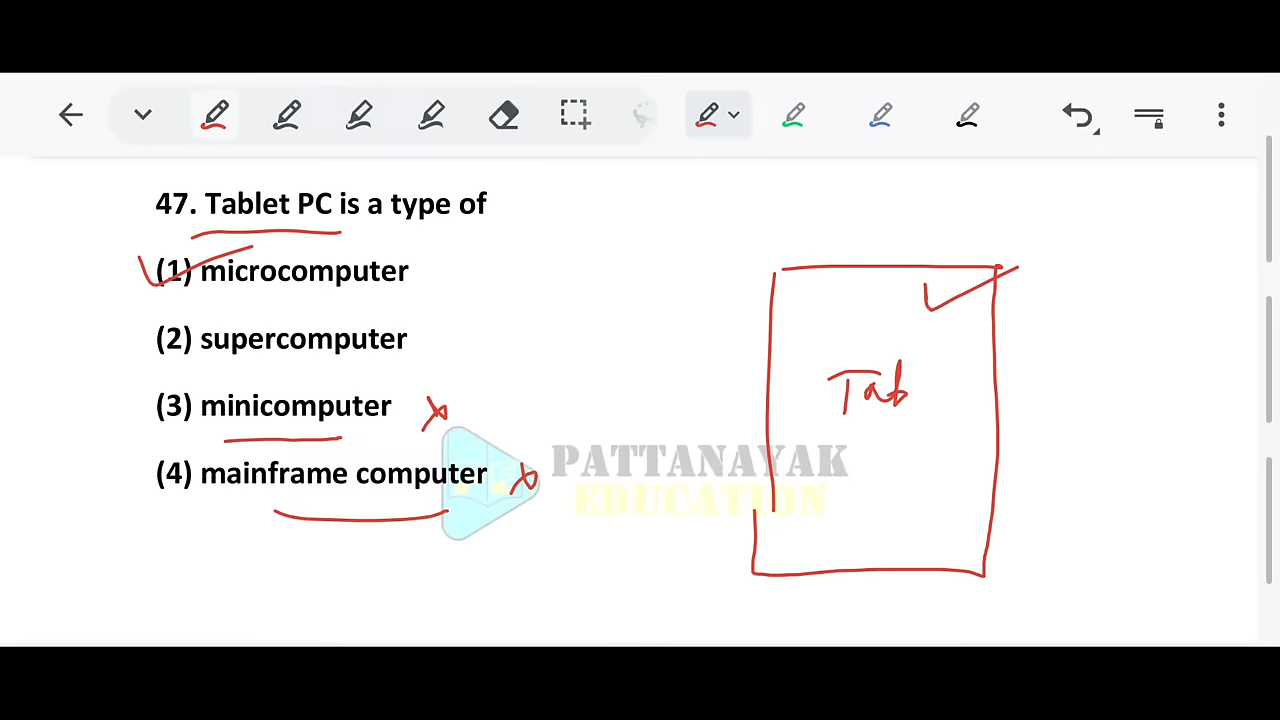 47. Tablet PC is a type of
(1) microcomputer
(2) supercomputer
(3) minicomputer
(4) mainframe computer
Tab
PATTANAYAK
EDUCATION